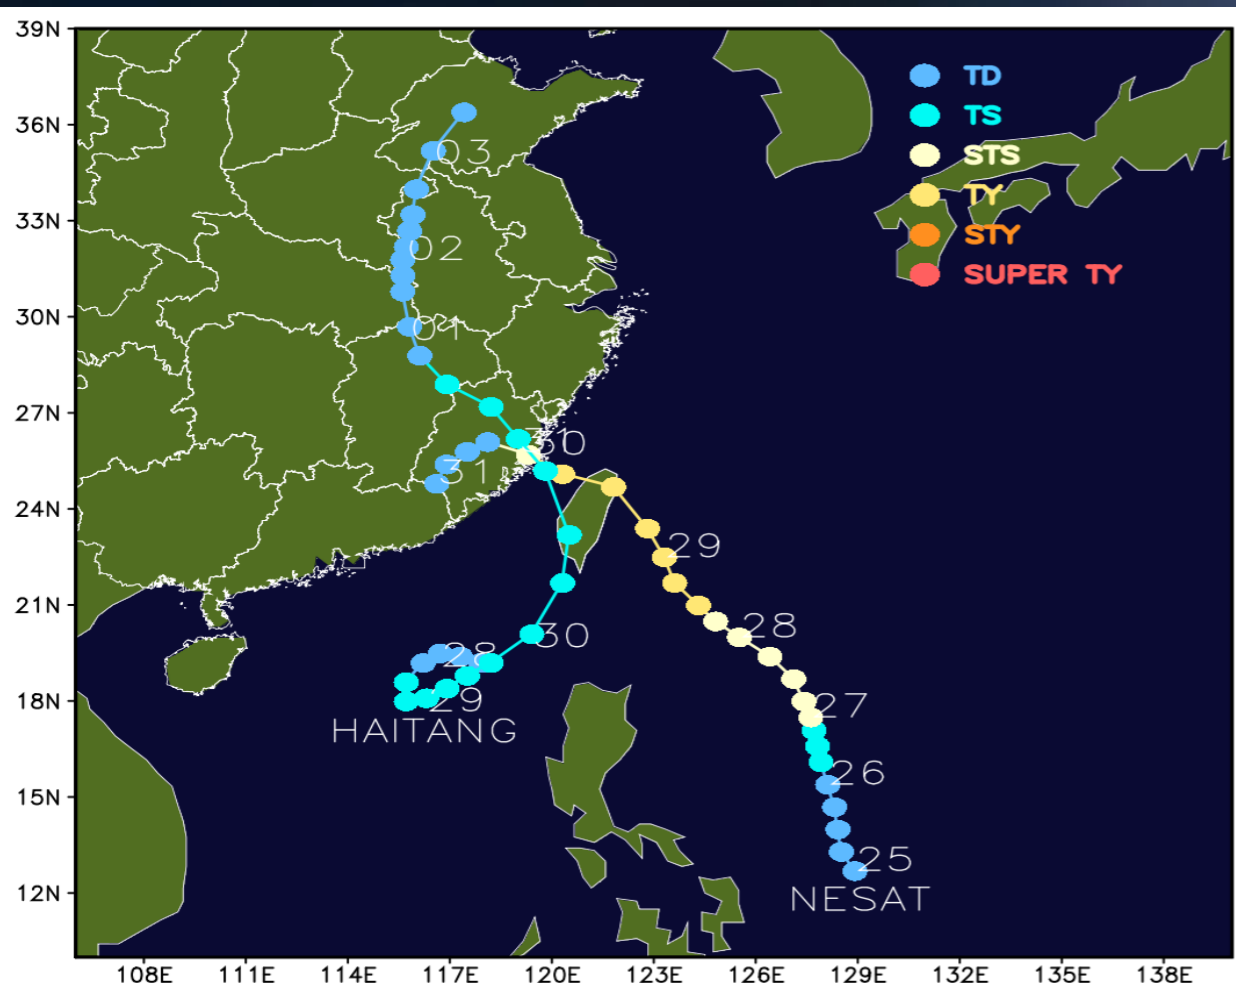 39N
TD
TS
36N
03
STS
TY
33N
STY
02
SUPER TY
30N
01
27N
31
30
31
24N
29
21N
28
30
28
18N
29
27
HAITANG
26
15N
25
12N
NESAT
108E 111E 114E 117E 120E 123E 126E 129E 132E 135E 138E